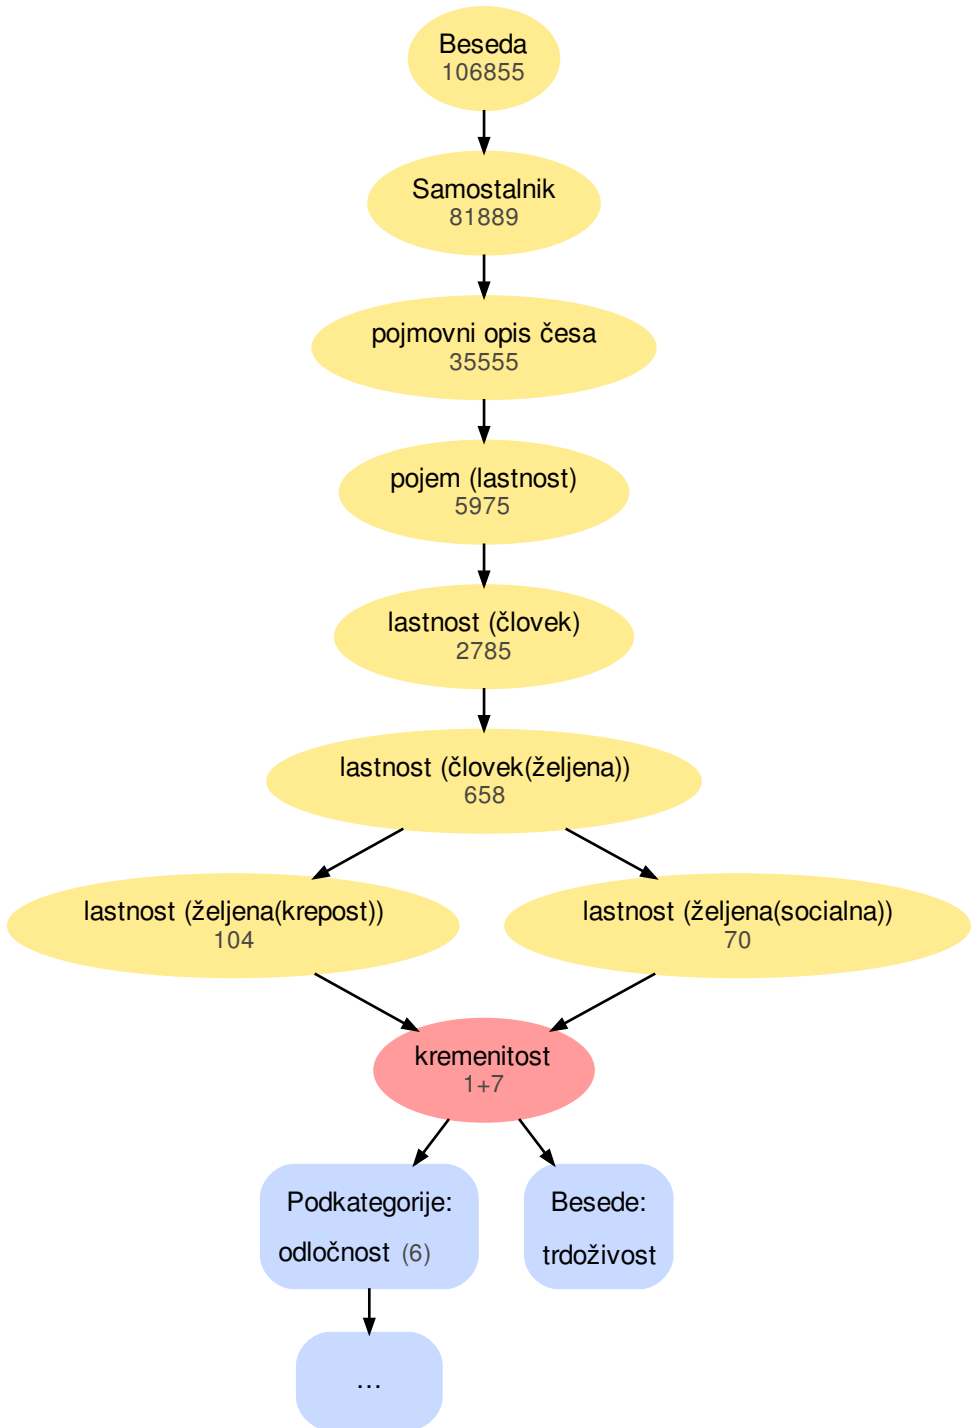 Beseda
106855
Samostalnik
81889
pojmovni opis česa
35555
pojem (lastnost)
5975
lastnost (človek)
2785
lastnost (človek(željena))
658
lastnost (željena(krepost))
104
lastnost (željena(socialna))
70
kremenitost
1+7
Podkategorije:
odločnost (6)
Besede:
trdoživost
...